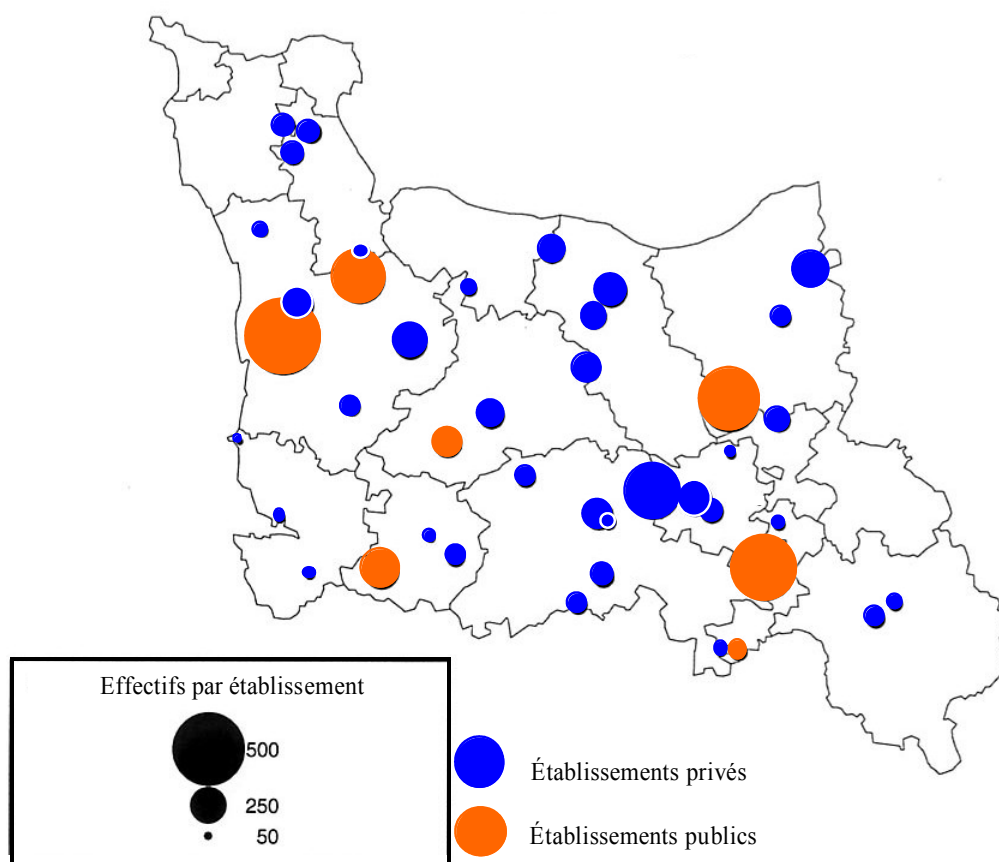 Effectifs par établissement
500
250
50
Établissements privés
Établissements publics